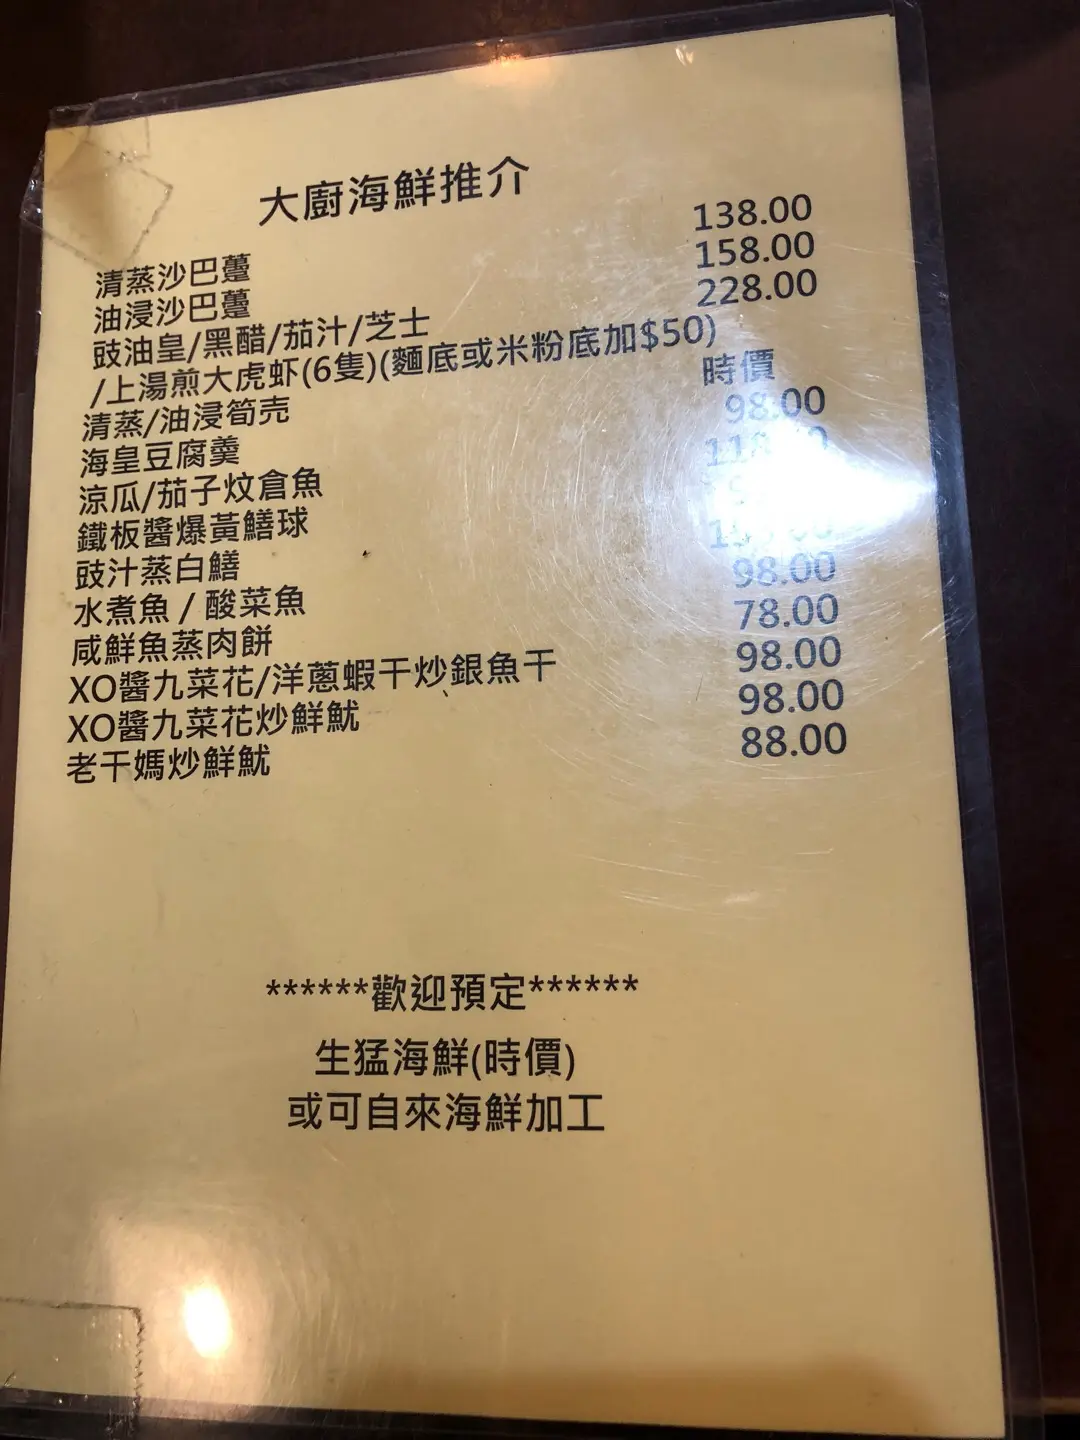 大廚海鮮推介
138.00
清蒸沙巴躉
158.00
油浸沙巴躉
228.00
豉油皇/黑醋/茄汁/芝士
/上湯煎大虎虾(6隻)(麵底或米粉底加$50)
時價
清蒸/油浸筍壳
98.00
海皇豆腐羹
涼瓜/茄子炆倉魚
鐵板醬爆黃鱔球
豉汁蒸白鱔
98.00
水煮魚 / 酸菜魚
78.00
咸鮮魚蒸肉餅
98.00
XO醬九菜花/洋蔥蝦干炒銀魚干
98.00
XO醬九菜花炒鮮魷
88.00
老干媽炒鮮魷
******歡迎預定******
生猛海鮮(時價)
或可自來海鮮加工